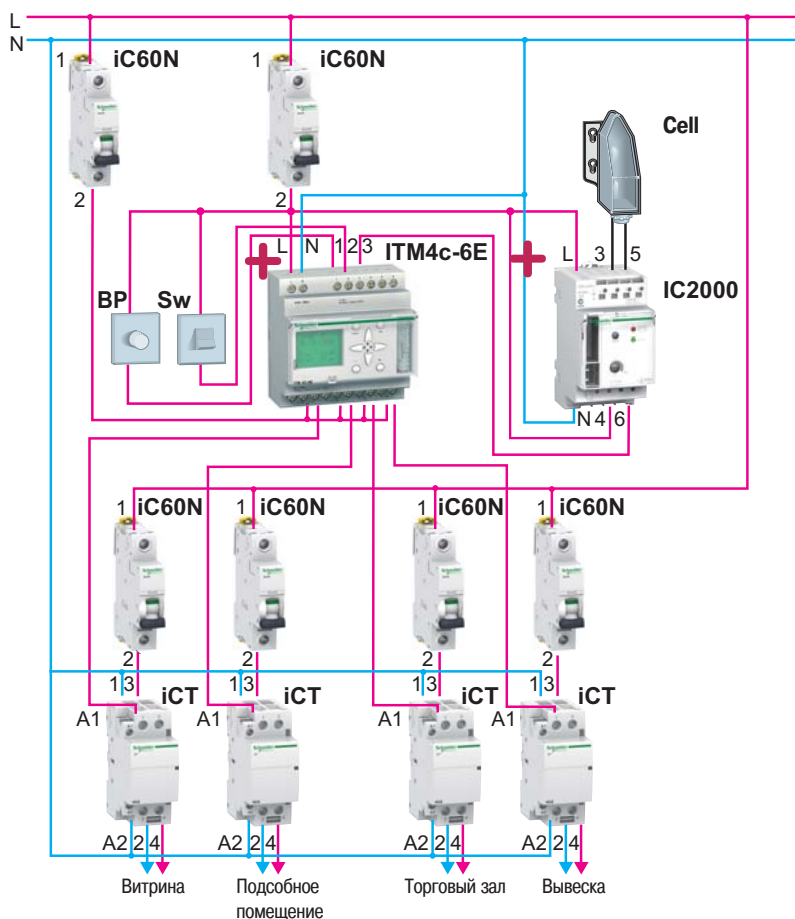 L
N
1 iC60N
1 iC60N
Cell
2
2
L N 1 2 3
ITM4c-6E
L 3 5
IC2000
BP Sw
N 4 6
1 iC60N
1 iC60N
1 iC60N
1 iC60N
2
2
2
2
1 3
1 3
1 3
1 3
A1 iCT
A1 iCT
A1 iCT
A1 iCT
A2 2 4
A2 2 4
A2 2 4
A2 2 4
Витрина
Подсобное
помещение
Торговый зал
Вывеска